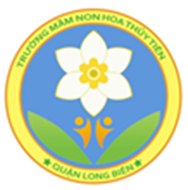 TRƯỜNG MẦM NON HOA THỦY TIÊN
QUẬN LONG BIÊN